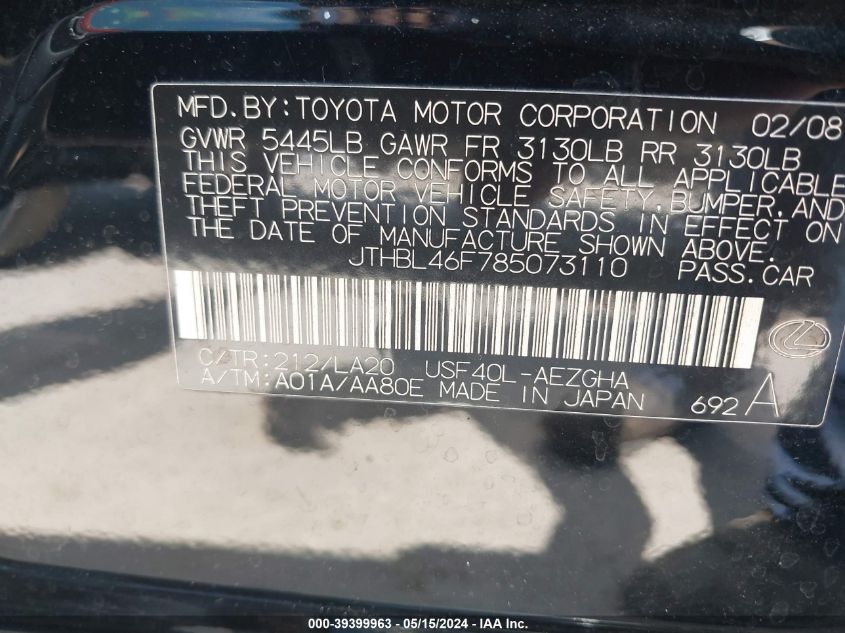 MFD.BY:TOYOTA MOTOR CORPORATION 02/08
GVWR 5445LB GAWR FR 3130LB RR 3130LB
THIS VEHICLE CONFORMS TO ALL APPLICABLE
FEDERAL MOTOR VEHICLE SAFETY,BUMPER,AND
THEFT PREVENTION STANDARDS IN EFFECT ON
THE DATE OF MANUFACTURE SHOWN ABOVE.
JTHBL46F785073110 PASS.CAR
C/TR:212/LA20 USF40L-AEZGHA
A/TM:A01A/AA80E MADE IN JAPAN 692A
000-39399963 - 05/15/2024 - IAA Inc.